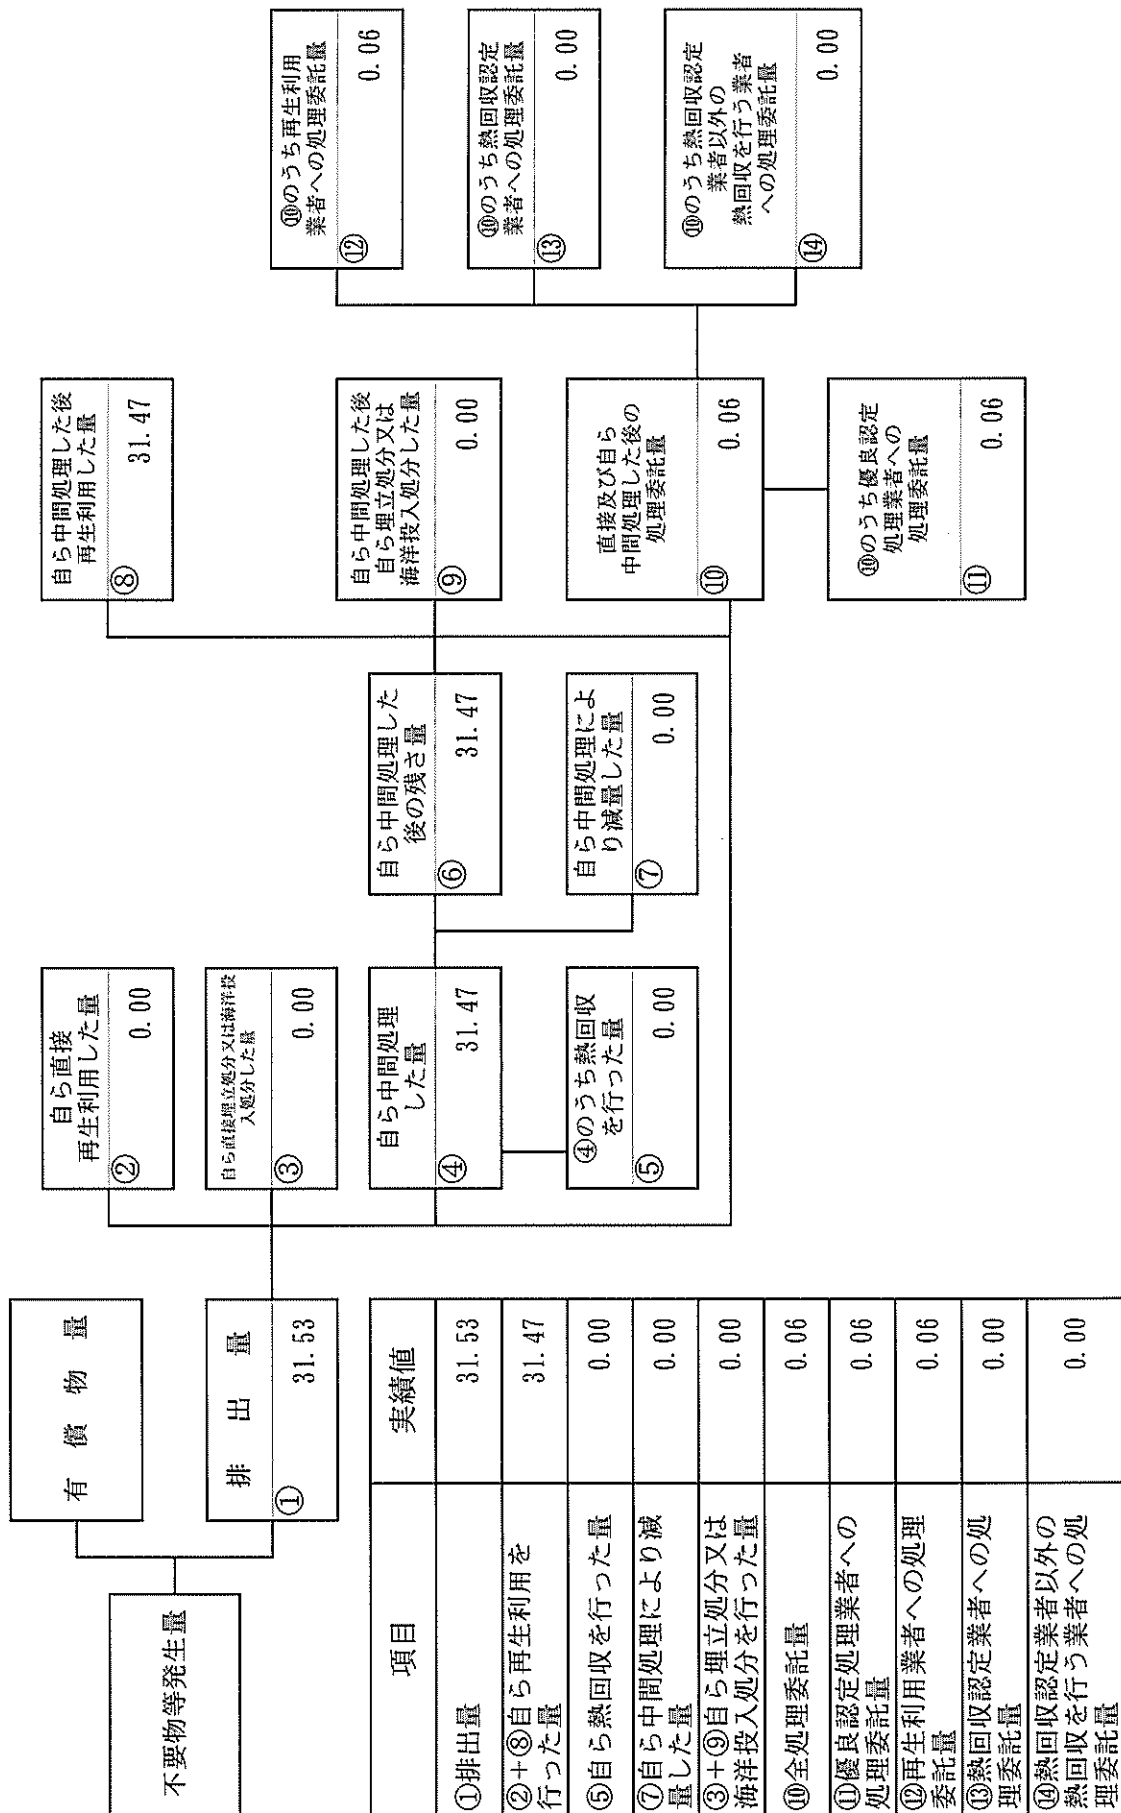 不要物等発生量
有償物量
排出量
① 31.53
自ら直接
再生利用した量
② 0.00
自ら直接埋立処分又は海洋投
入処分した量
③ 0.00
自ら中間処理
した量
④ 31.47
④のうち熱回収
を行った量
⑤ 0.00
自ら中間処理した
後の残さ量
⑥ 31.47
自ら中間処理によ
り減量した量
⑦ 0.00
自ら中間処理した後
再生利用した量
⑧ 31.47
自ら中間処理した後
自ら埋立処分又は
海洋投入処分した量
⑨ 0.00
直接及び自ら
中間処理した後の
処理委託量
⑩ 0.06
⑩のうち優良認定
処理業者への
処理委託量
⑪ 0.06
⑩のうち再生利用
業者への処理委託量
⑫ 0.06
⑩のうち熱回収認定
業者への処理委託量
⑬ 0.00
⑩のうち熱回収認定
業者以外の
熱回収を行う業者
への処理委託量
⑭ 0.00
項目 実績値
①排出量 31.53
②+⑧自ら再生利用を
行った量 31.47
⑤自ら熱回収を行った量 0.00
⑦自ら中間処理により減
量した量 0.00
③+⑨自ら埋立処分又は
海洋投入処分を行った量 0.00
⑩全処理委託量 0.06
⑪優良認定処理業者への
処理委託量 0.06
⑫再生利用業者への処理
委託量 0.06
⑬熱回収認定業者への処
理委託量 0.00
⑭熱回収認定業者以外の
熱回収を行う業者への処
理委託量 0.00